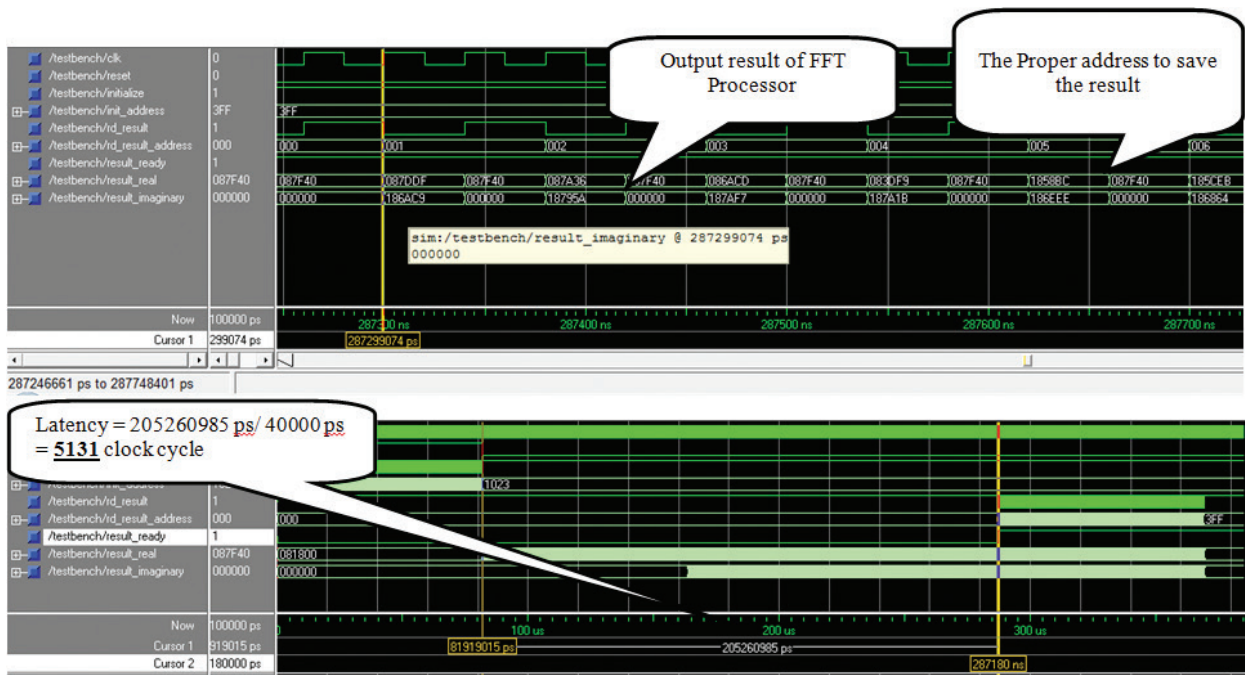 Output result of FFT
Processor
The Proper address to save
the result
/testbench/clk 0
/testbench/reset 0
/testbench/initialize 1
/testbench/init_address 3FF 3FF
/testbench/rd_result 1
/testbench/rd_result_address 000 000 001 002 003 004 005 006
/testbench/result_ready 1
/testbench/result_real 087F40 087F40 087DDF 087F40 087A36 086ACD 087F40 083DF9 087F40 1858BC 087F40 185CEB
/testbench/result_imaginary 000000 000000 186AC9 000000 18795A 000000 187AF7 000000 187A1B 000000 186EEE 000000 186864
sim:/testbench/result_imaginary @ 287299074 ps
000000
Now 100000 ps 287300 ns 287400 ns 287500 ns 287600 ns 287700 ns
Cursor 1 299074 ps 287299074 ps
287246661 ps to 287748401 ps
Latency = 205260985 ps/ 40000 ps
= 5131 clock cycle
1023
/testbench/rd_result 1
/testbench/rd_result_address 000 000 3FF
/testbench/result_ready 1
/testbench/result_real 087F40 081800
/testbench/result_imaginary 000000 000000
Now 100000 ps 100 us 200 us 300 us
Cursor 1 919015 ps 81919015 ps 205260985 ps
Cursor 2 180000 ps 287180 ns